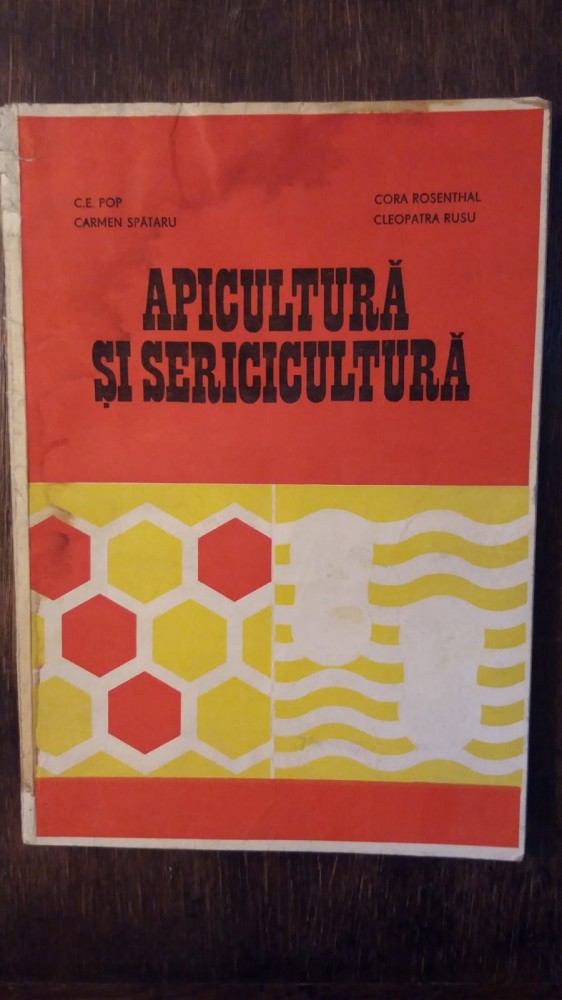 C.E. POP
CARMEN SPĂTARU
CORA ROSENTHAL
CLEOPATRA RUSU
APICULTURĂ
ȘI SERICICULTURĂ